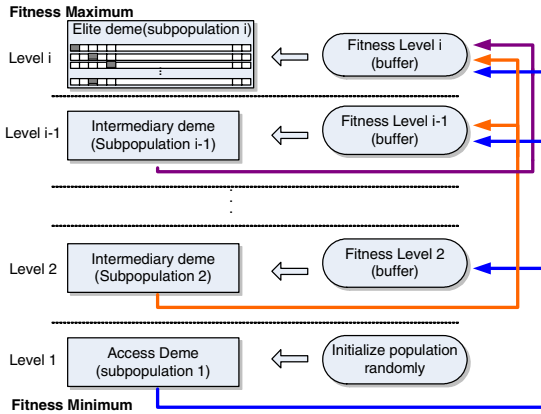 Fitness Maximum
Level i
Elite deme(subpopulation i)
Fitness Level i
(buffer)
Level i-1
Intermediary deme
(Subpopulation i-1)
Fitness Level i-1
(buffer)
Level 2
Intermediary deme
(Subpopulation 2)
Fitness Level 2
(buffer)
Level 1
Access Deme
(subpopulation 1)
Initialize population
randomly
Fitness Minimum